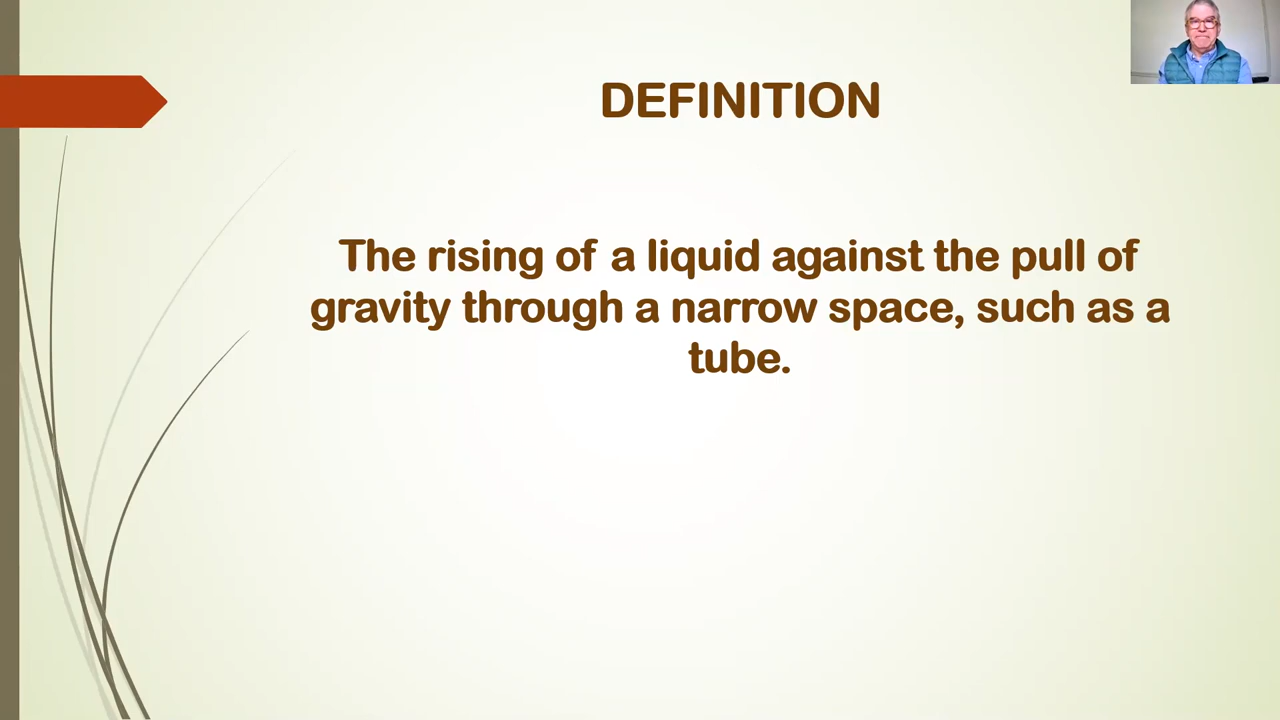 DEFINITION
The rising of a liquid against the pull of
gravity through a narrow space, such as a
tube.